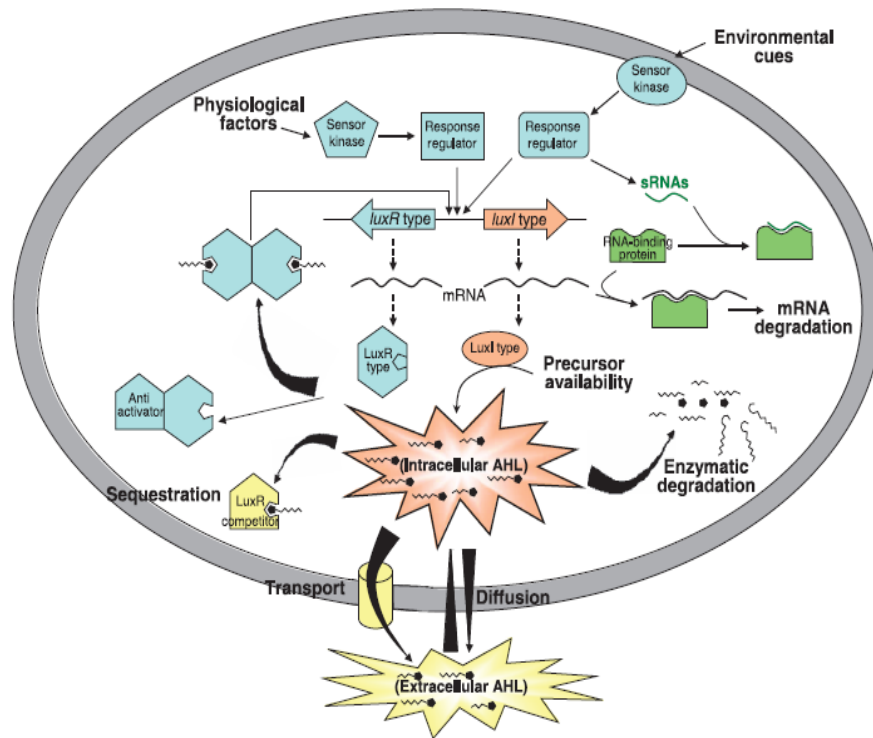 Environmental
cues
Sensor
kinase
Physiological
factors
Sensor
kinase
Response
regulator
Response
regulator
sRNAs
luxR type
luxI type
RNA-binding
protein
mRNA
mRNA
degradation
LuxR
type
LuxI type
Precursor
availability
Anti
activator
(Intracellular AHL)
Enzymatic
degradation
Sequestration
LuxR
competitor
Transport
Diffusion
(Extracellular AHL)